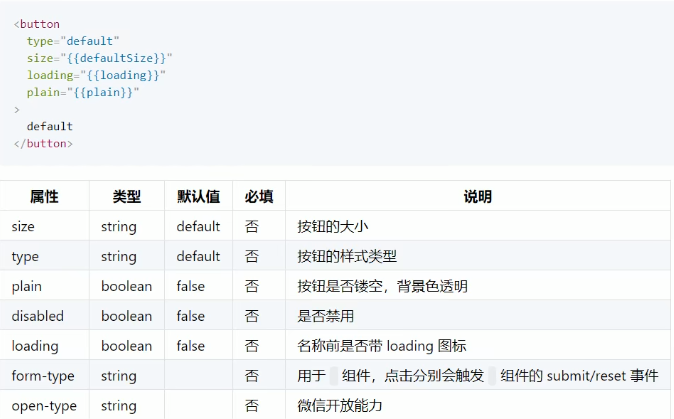 <button
type="default"
size="{{defaultSize}}"
loading="{{loading}}"
plain="{{plain}}"
>
default
</button>
属性 类型 默认值 必填 说明
size string default 否 按钮的大小
type string default 否 按钮的样式类型
plain boolean false 否 按钮是否镂空，背景色透明
disabled boolean false 否 是否禁用
loading boolean false 否 名称前是否带 loading 图标
form-type string 否 用于 组件，点击分别会触发 组件的 submit/reset 事件
open-type string 否 微信开放能力